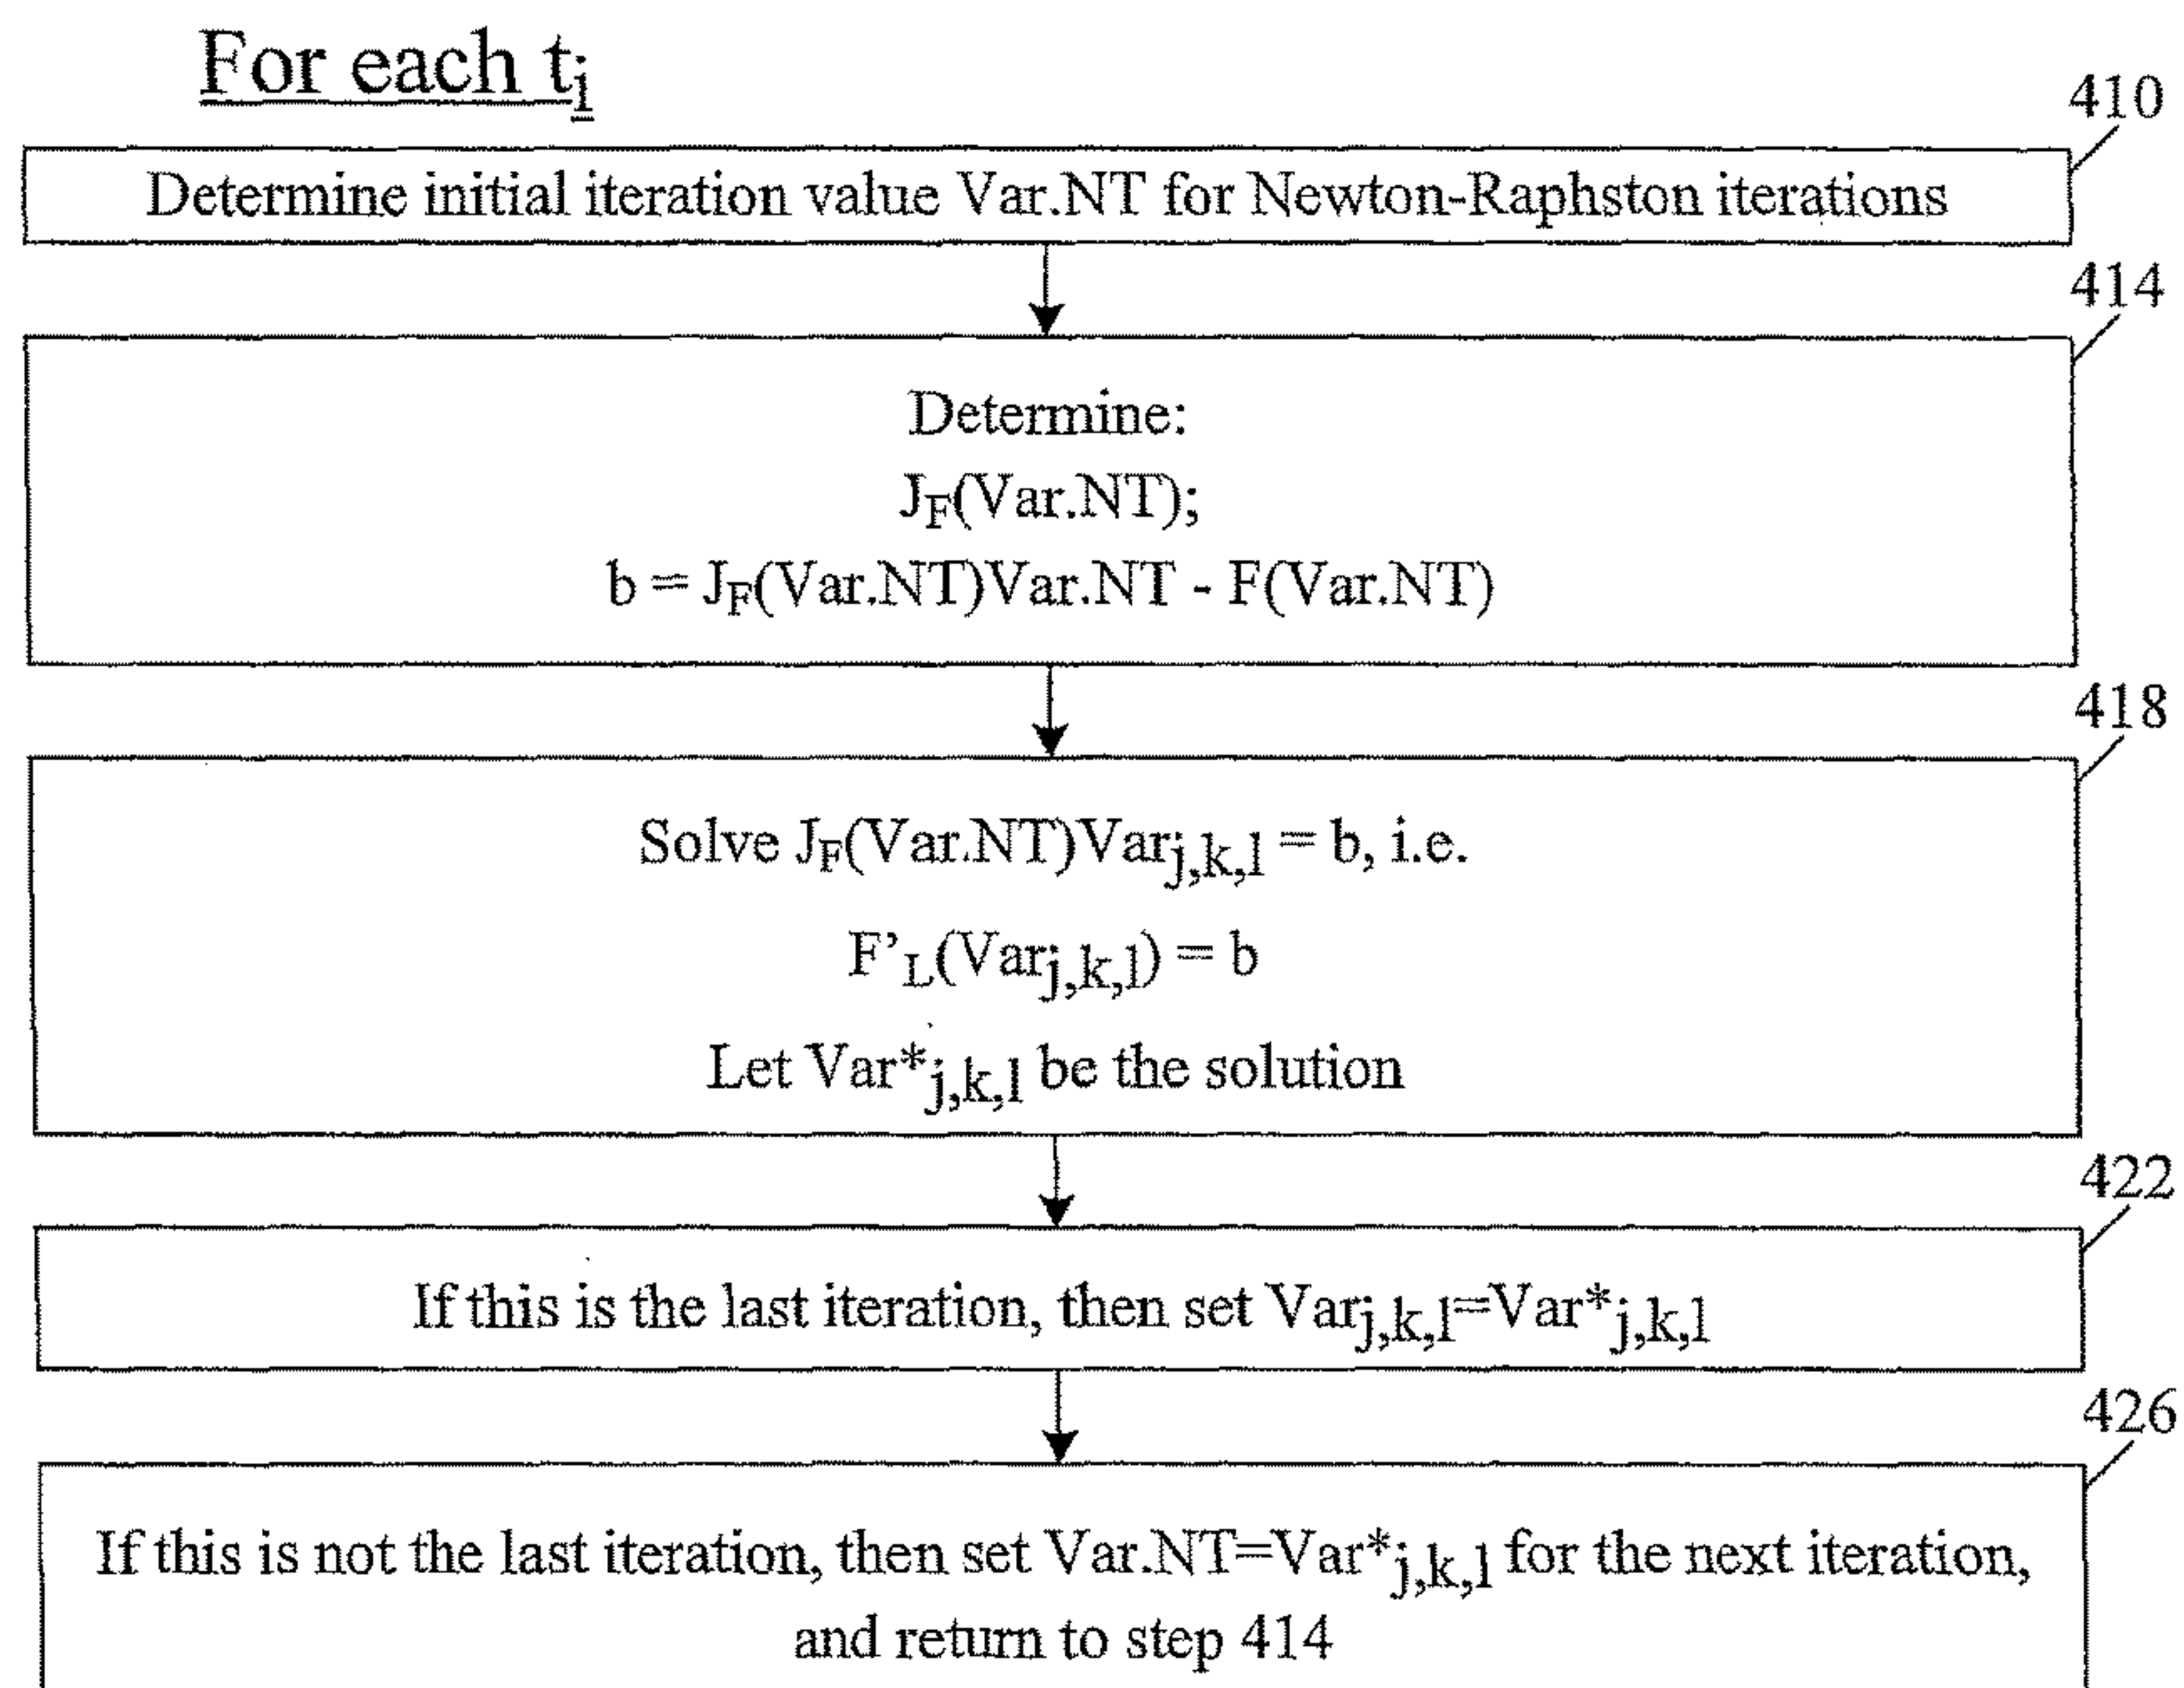 For each tᵢ
410
Determine initial iteration value Var.NT for Newton-Raphston iterations
414
Determine:
J_F(Var.NT);
b = J_F(Var.NT)Var.NT - F(Var.NT)
418
Solve J_F(Var.NT)Var_j,k,l = b, i.e.
F'_L(Var_j,k,l) = b
Let Var*_j,k,l be the solution
422
If this is the last iteration, then set Var_j,k,l=Var*_j,k,l
426
If this is not the last iteration, then set Var.NT=Var*_j,k,l for the next iteration,
and return to step 414